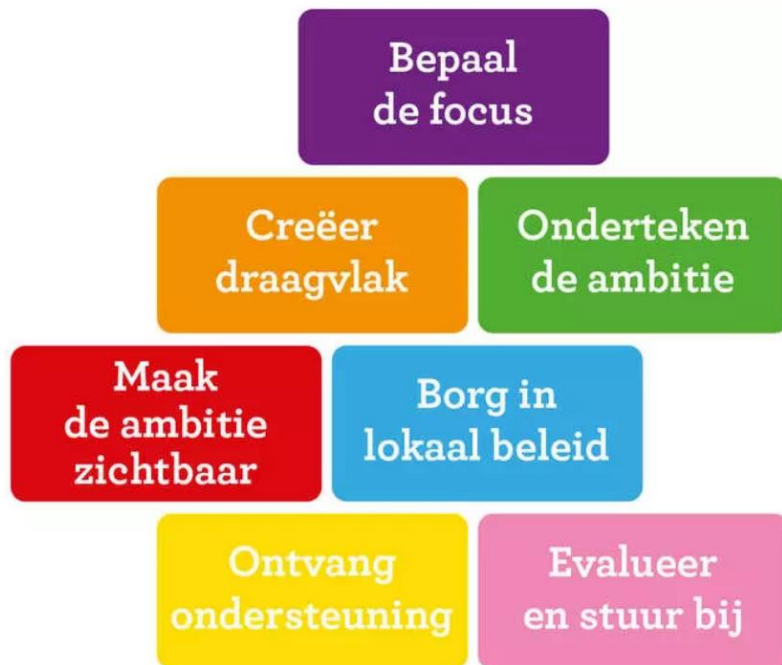 Bepaal
de focus
Creëer
draagvlak
Onderteken
de ambitie
Maak
de ambitie
zichtbaar
Borg in
lokaal beleid
Ontvang
ondersteuning
Evalueer
en stuur bij